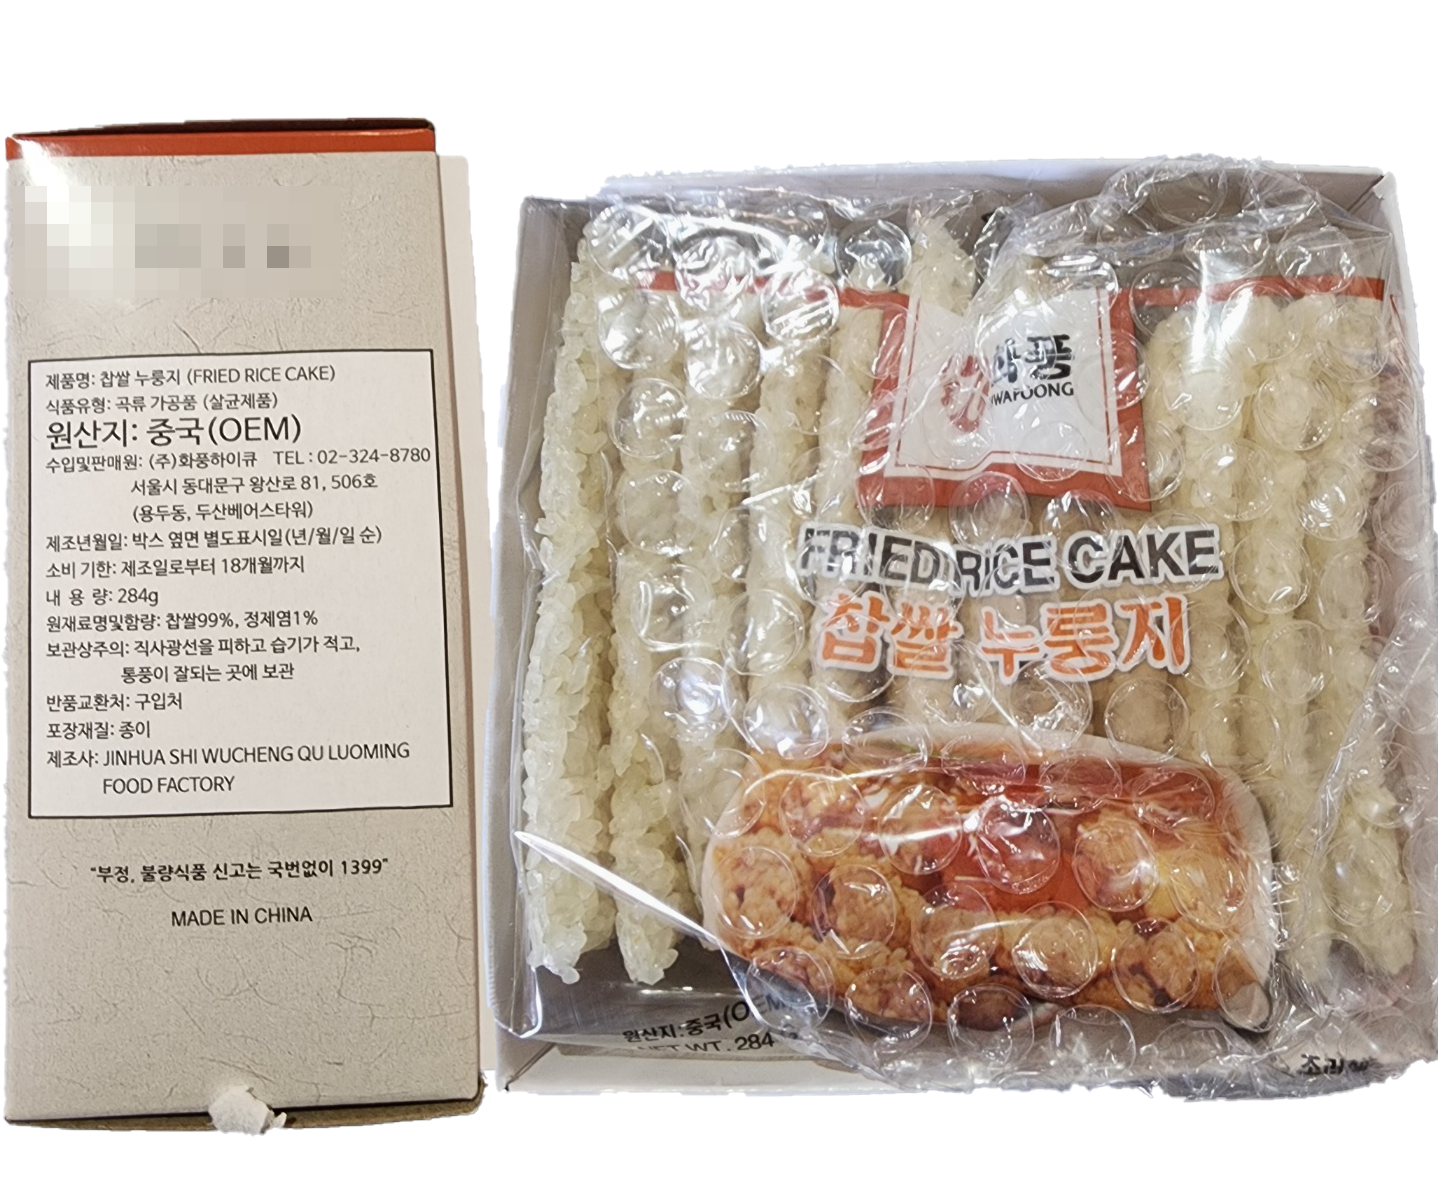 제품명: 찹쌀 누룽지 (FRIED RICE CAKE)
식품유형: 곡류 가공품 (살균제품)
원산지: 중국(OEM)
수입및판매원: (주)화풍하이큐 TEL : 02-324-8780
서울시 동대문구 왕산로 81, 506호
(용두동, 두산베어스타워)
제조년월일: 박스 옆면 별도표시일(년/월/일 순)
소비 기한: 제조일로부터 18개월까지
내 용 량: 284g
원재료명및함량: 찹쌀99%, 정제염1%
보관상주의: 직사광선을 피하고 습기가 적고,
통풍이 잘되는 곳에 보관
반품교환처: 구입처
포장재질: 종이
제조사: JINHUA SHI WUCHENG QU LUOMING
FOOD FACTORY
“부정, 불량식품 신고는 국번없이 1399”
MADE IN CHINA
화풍
HWAPOONG
FRIED RICE CAKE
찹쌀 누룽지
원산지:중국(OEM)
NET WT. 284